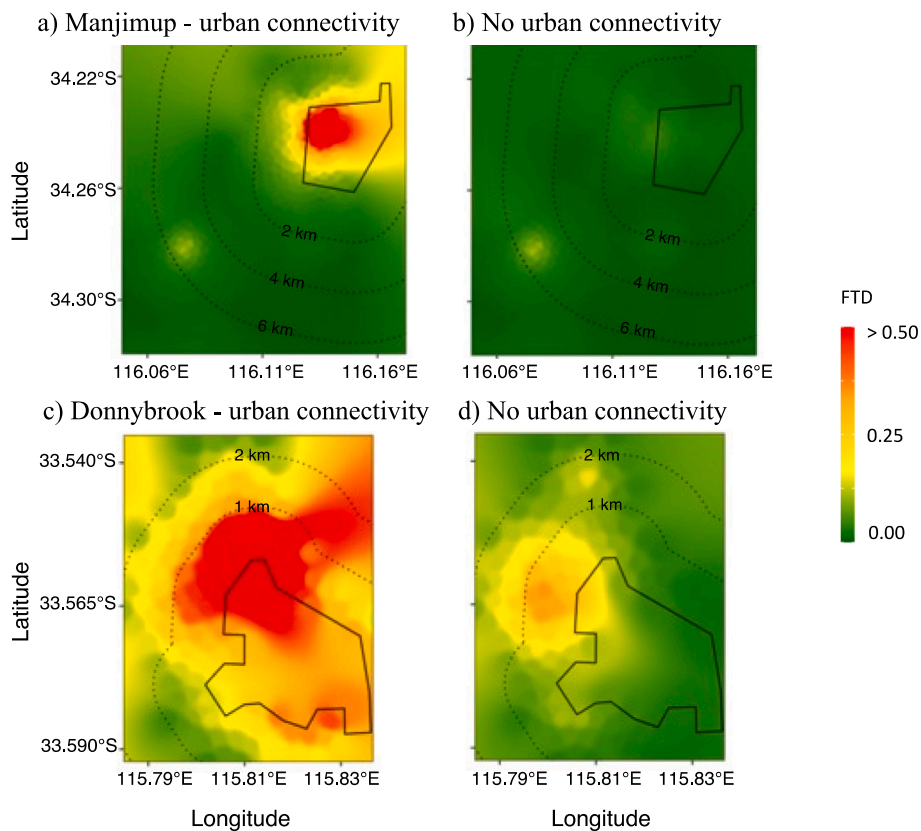 a) Manjimup - urban connectivity
b) No urban connectivity
34.22°S
34.26°S
34.30°S
Latitude
2 km
4 km
6 km
2 km
4 km
6 km
116.06°E 116.11°E 116.16°E
116.06°E 116.11°E 116.16°E
FTD
> 0.50
0.25
0.00
c) Donnybrook - urban connectivity
d) No urban connectivity
33.540°S
33.565°S
33.590°S
Latitude
2 km
1 km
2 km
1 km
115.79°E 115.81°E 115.83°E
115.79°E 115.81°E 115.83°E
Longitude
Longitude